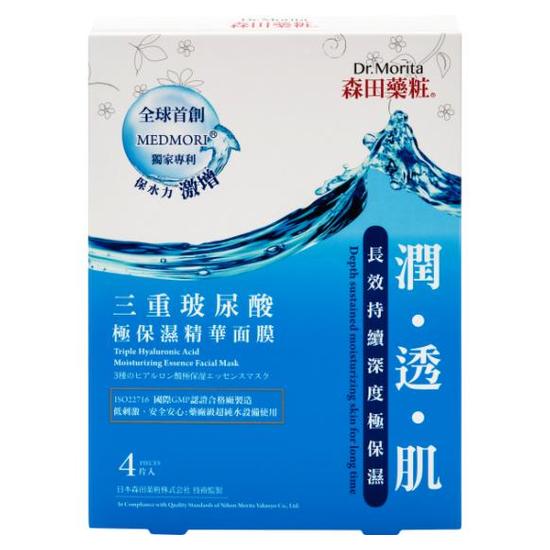 Dr.Morita
森田藥粧®
全球首創
MEDMORI®
獨家專利
保水力 激增
潤・透・肌
長效持續深度極保濕
Depth sustained moisturizing skin for long time
三重玻尿酸
極保濕精華面膜
Triple Hyaluronic Acid
Moisturizing Essence Facial Mask
3種のヒアルロン酸極保湿エッセンスマスク
ISO22716 國際GMP認證合格廠製造
低刺激、安全安心:藥廠級超純水設備使用
4 PIECES 片入
日本森田薬粧株式会社 技術監製
In Compliance with Quality Standards of Nihon Morita Yakusyo Co., Ltd.